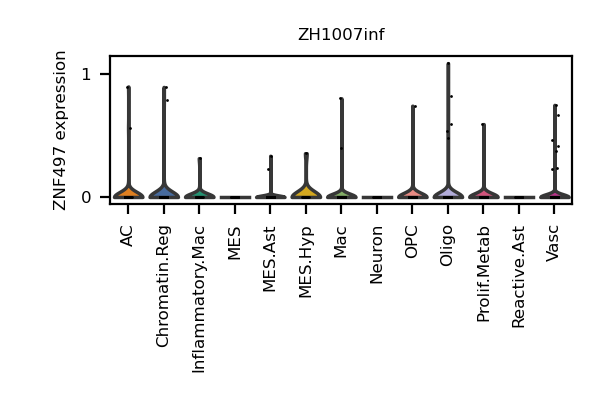 ZH1007inf
ZNF497 expression
1
0
AC
Chromatin.Reg
Inflammatory.Mac
MES
MES.Ast
MES.Hyp
Mac
Neuron
OPC
Oligo
Prolif.Metab
Reactive.Ast
Vasc